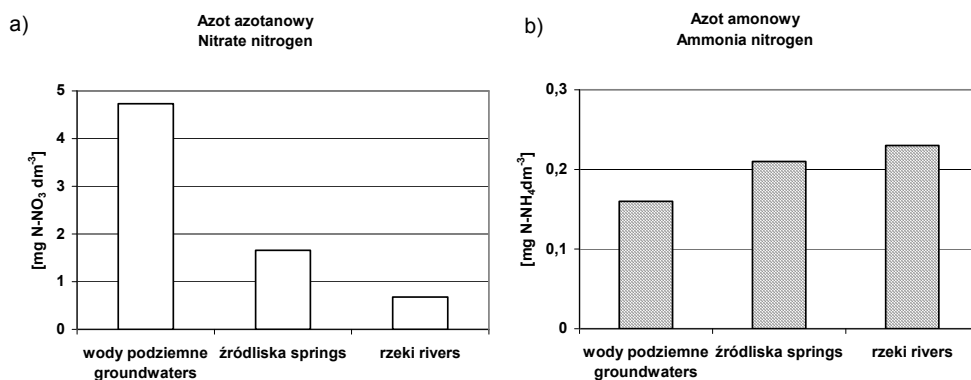 a)
Azot azotanowy
Nitrate nitrogen
[mg N-NO3 dm-3]
5
4
3
2
1
0
wody podziemne
groundwaters
źródliska springs
rzeki rivers
b)
Azot amonowy
Ammonia nitrogen
[mg N-NH4dm-3]
0,3
0,2
0,1
0
wody podziemne
groundwaters
źródliska springs
rzeki rivers